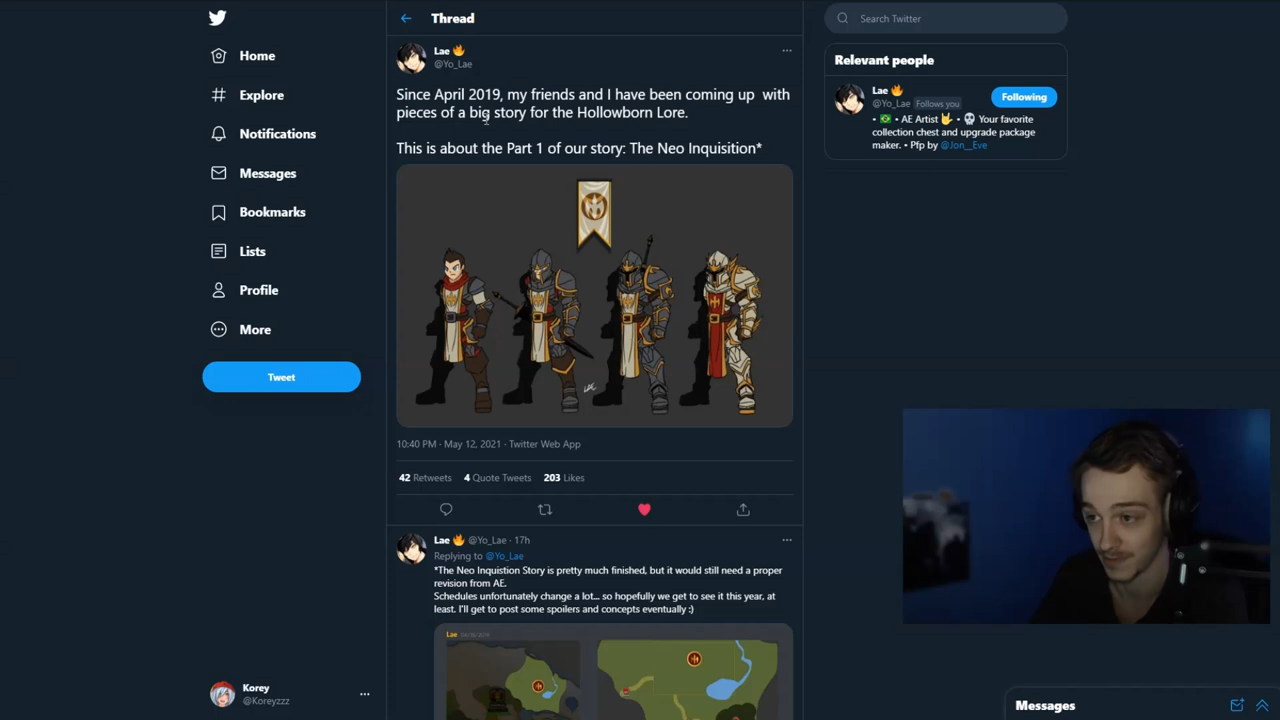 Home
Explore
Notifications
Messages
Bookmarks
Lists
Profile
More
Tweet
Korey
@Koreyzzz
Thread
Lae
@Yo_Lae
Since April 2019, my friends and I have been coming up with
pieces of a big story for the Hollowborn Lore.
This is about the Part 1 of our story: The Neo Inquisition*
LAE
10:40 PM · May 12, 2021 · Twitter Web App
42 Retweets 4 Quote Tweets 203 Likes
Lae @Yo_Lae · 17h
Replying to @Yo_Lae
*The Neo Inquistion Story is pretty much finished, but it would still need a proper
revision from AE.
Schedules unfortunately change a lot... so hopefully we get to see it this year, at
least. I'll get to post some spoilers and concepts eventually :)
Lae
Search Twitter
Relevant people
Lae
@Yo_Lae Follows you
Following
• 🇧🇷 • AE Artist 🤘 • 💀 Your favorite
collection chest and upgrade package
maker. • Pfp by @Jon__Eve
Messages